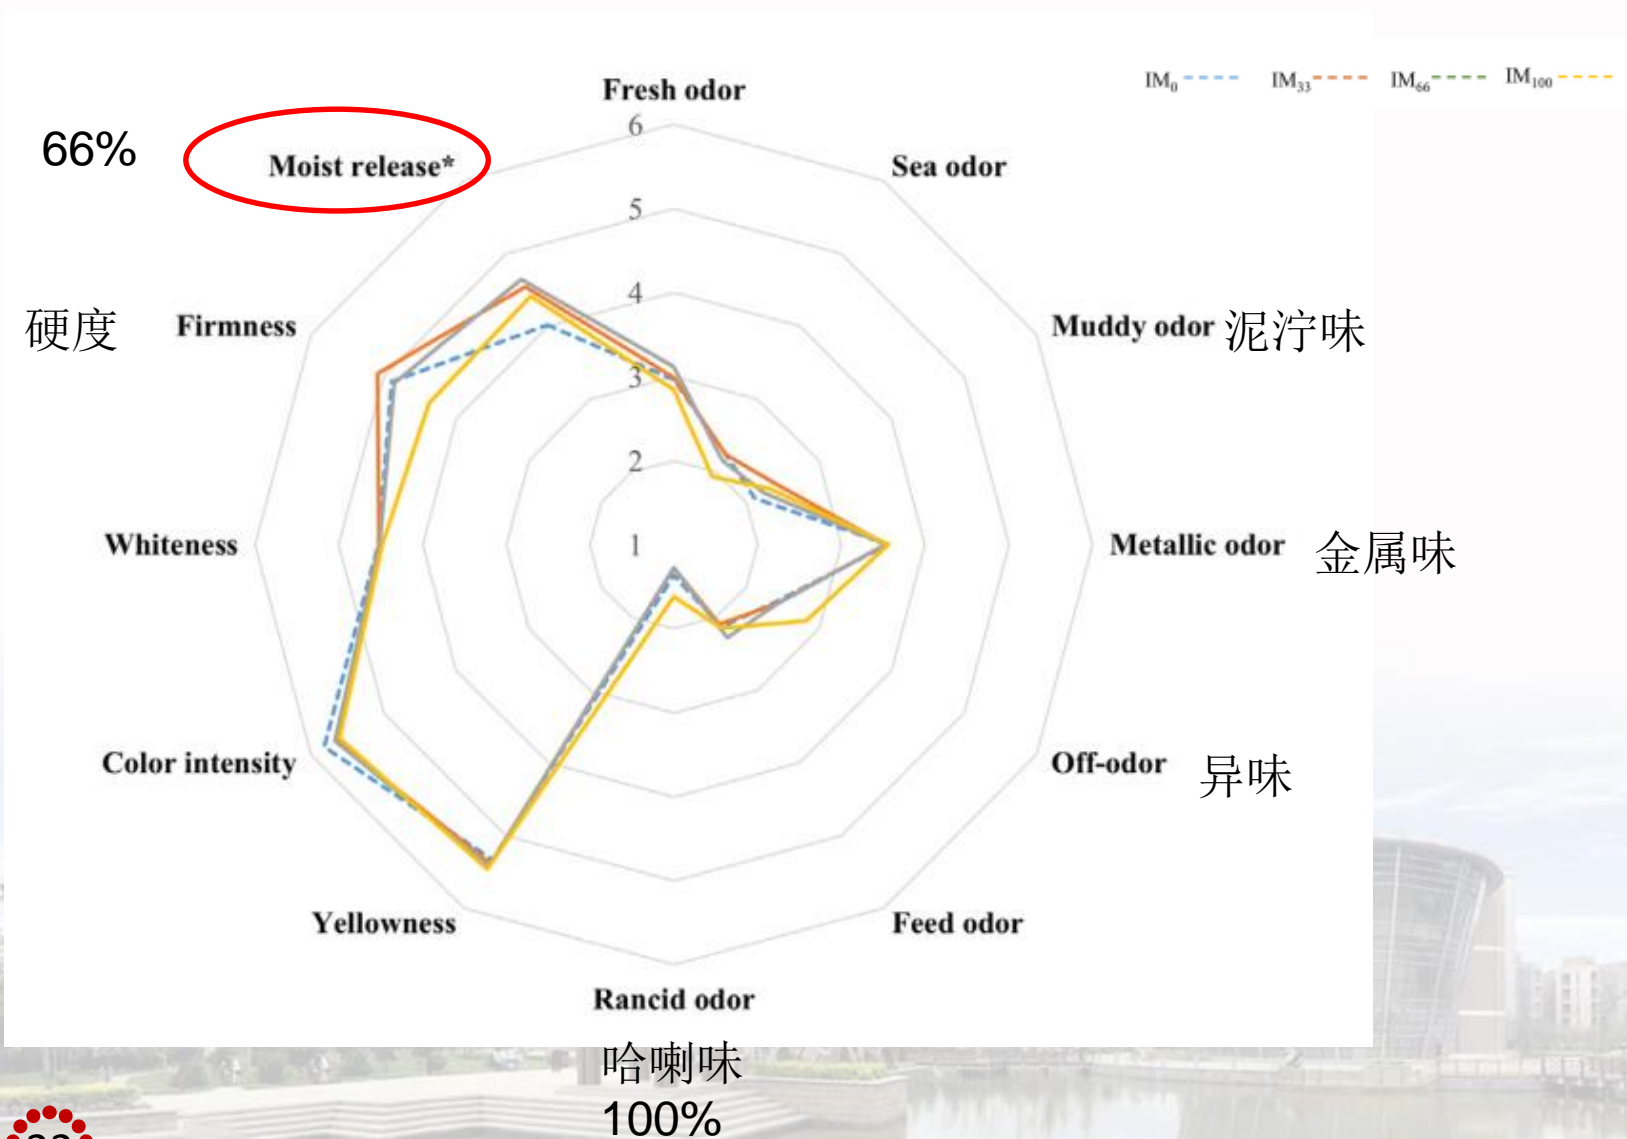 IM0 IM33 IM66 IM100
Fresh odor
66% Moist release*
Sea odor
硬度 Firmness
Muddy odor 泥泞味
Whiteness
Metallic odor 金属味
Color intensity
Off-odor 异味
Yellowness
Feed odor
Rancid odor
哈喇味
100%
6
5
4
3
2
1